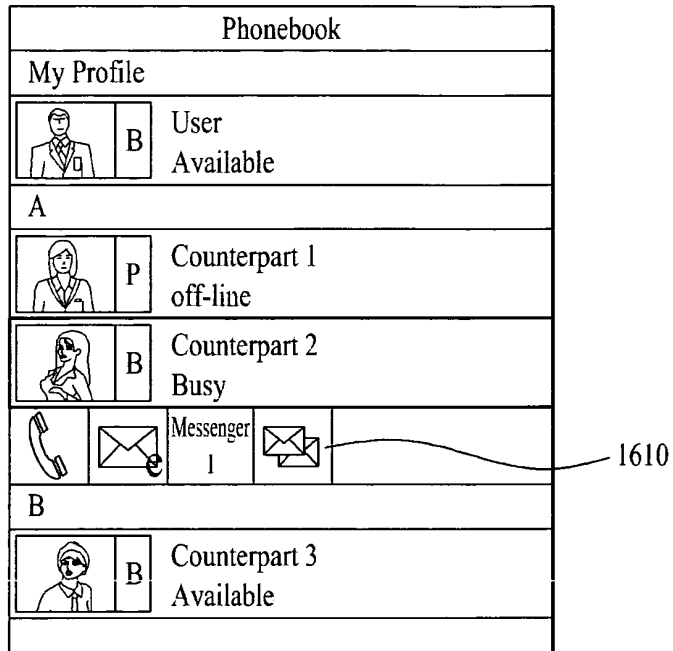 Phonebook
My Profile
B
User
Available
A
P
Counterpart 1
off-line
B
Counterpart 2
Busy
e
Messenger
1
1610
B
B
Counterpart 3
Available